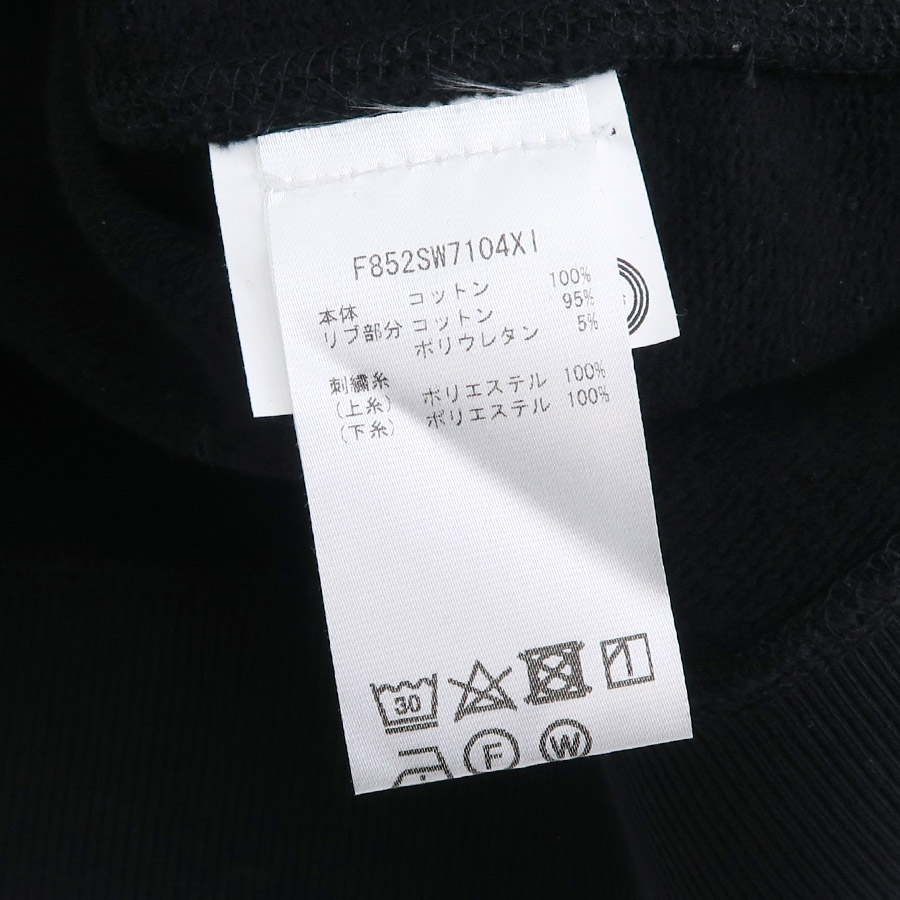 F852SW7104XI
本体 コットン 100%
リブ部分 コットン 95%
ポリウレタン 5%
刺繍糸
(上糸) ポリエステル 100%
(下糸) ポリエステル 100%
30
F W